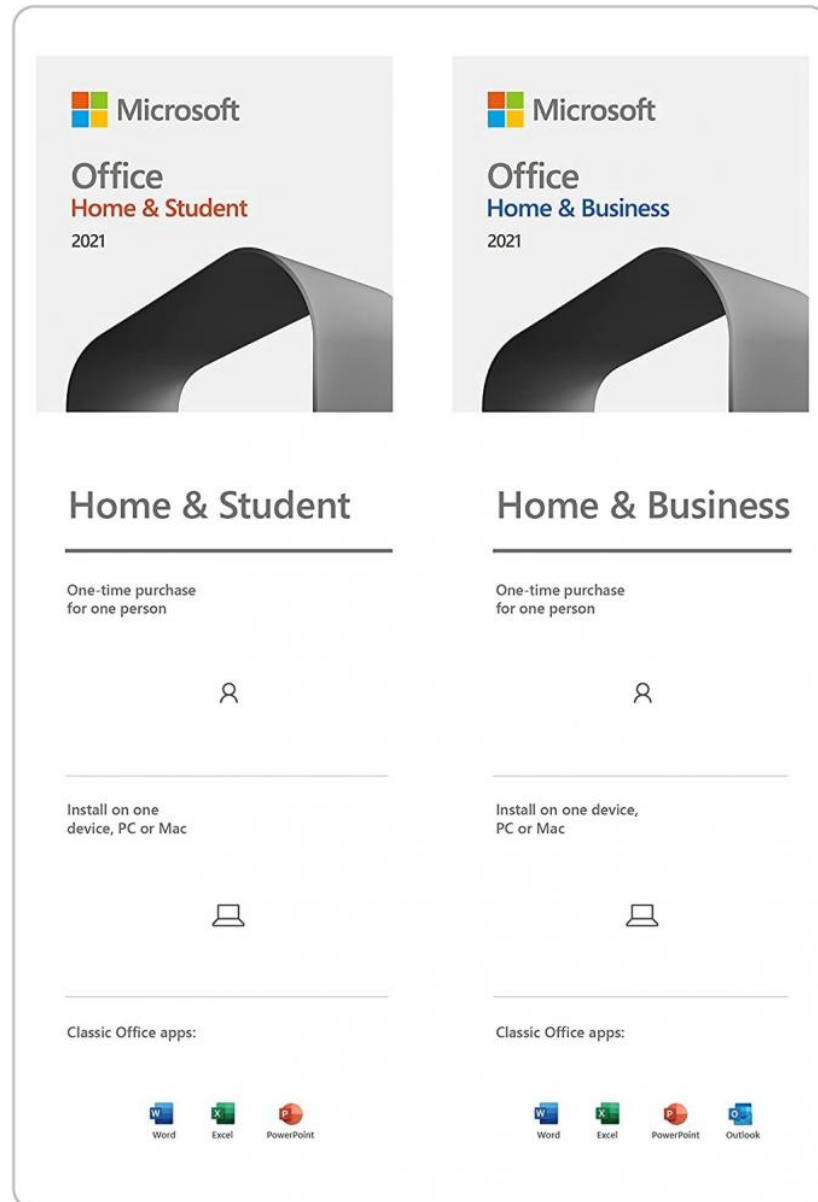 Microsoft
Office
Home & Student
2021
Home & Student
One-time purchase
for one person
Install on one
device, PC or Mac
Classic Office apps:
Word Excel PowerPoint
Microsoft
Office
Home & Business
2021
Home & Business
One-time purchase
for one person
Install on one device,
PC or Mac
Classic Office apps:
Word Excel PowerPoint Outlook